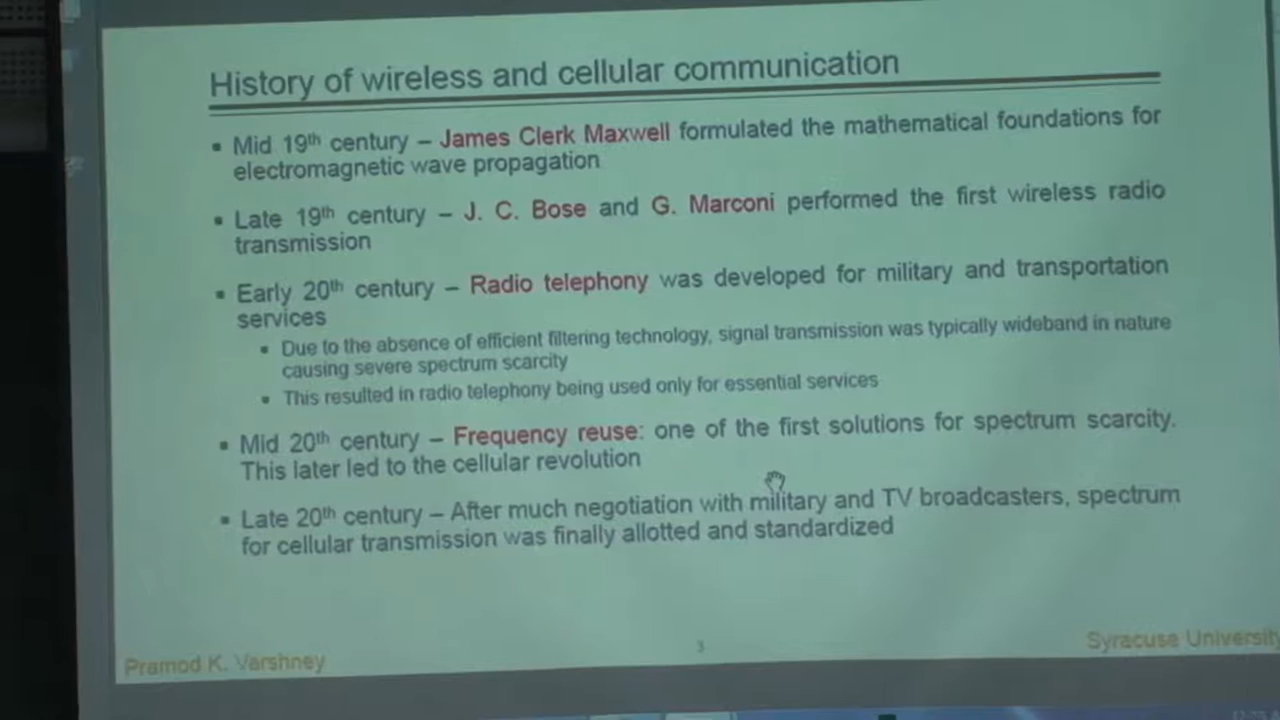 History of wireless and cellular communication
▪ Mid 19th century – James Clerk Maxwell formulated the mathematical foundations for
electromagnetic wave propagation
▪ Late 19th century – J. C. Bose and G. Marconi performed the first wireless radio
transmission
▪ Early 20th century – Radio telephony was developed for military and transportation
services
▪ Due to the absence of efficient filtering technology, signal transmission was typically wideband in nature
causing severe spectrum scarcity
▪ This resulted in radio telephony being used only for essential services
▪ Mid 20th century – Frequency reuse: one of the first solutions for spectrum scarcity.
This later led to the cellular revolution
▪ Late 20th century – After much negotiation with military and TV broadcasters, spectrum
for cellular transmission was finally allotted and standardized
Pramod K. Varshney
3
Syracuse University